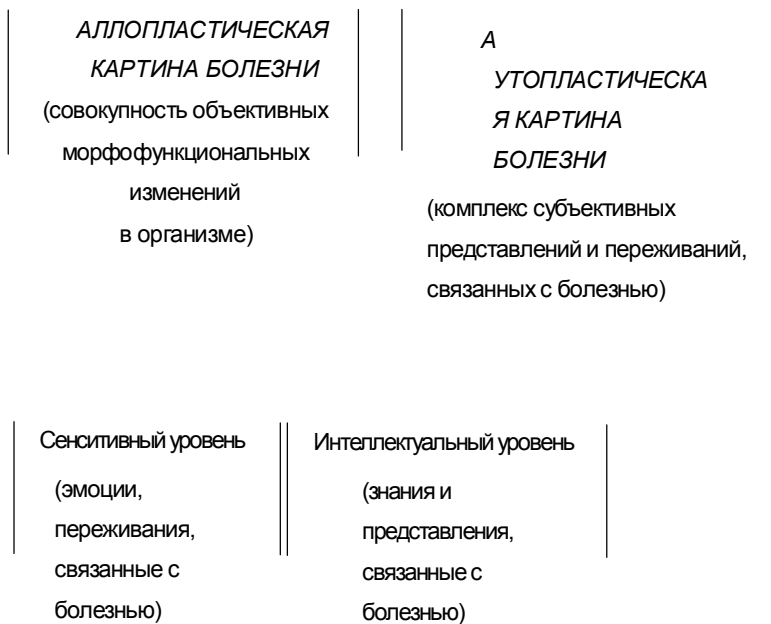 АЛЛОПЛАСТИЧЕСКАЯ
КАРТИНА БОЛЕЗНИ
(совокупность объективных
морфофункциональных
изменений
в организме)
А
УТОПЛАСТИЧЕСКА
Я КАРТИНА
БОЛЕЗНИ
(комплекс субъективных
представлений и переживаний,
связанных с болезнью)
Сенситивный уровень
(эмоции,
переживания,
связанные с
болезнью)
Интеллектуальный уровень
(знания и
представления,
связанные с
болезнью)